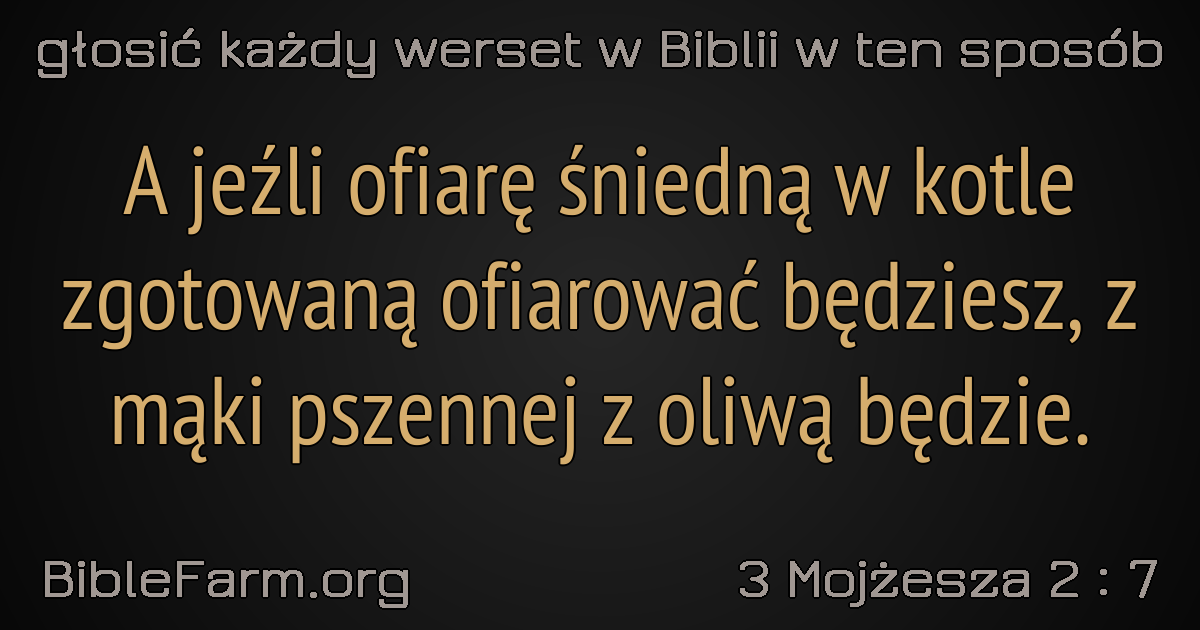 głosić każdy werset w Biblii w ten sposób
A jeźli ofiarę śniedną w kotle
zgotowaną ofiarować będziesz, z
mąki pszennej z oliwą będzie.
BibleFarm.org
3 Mojżesza 2 : 7